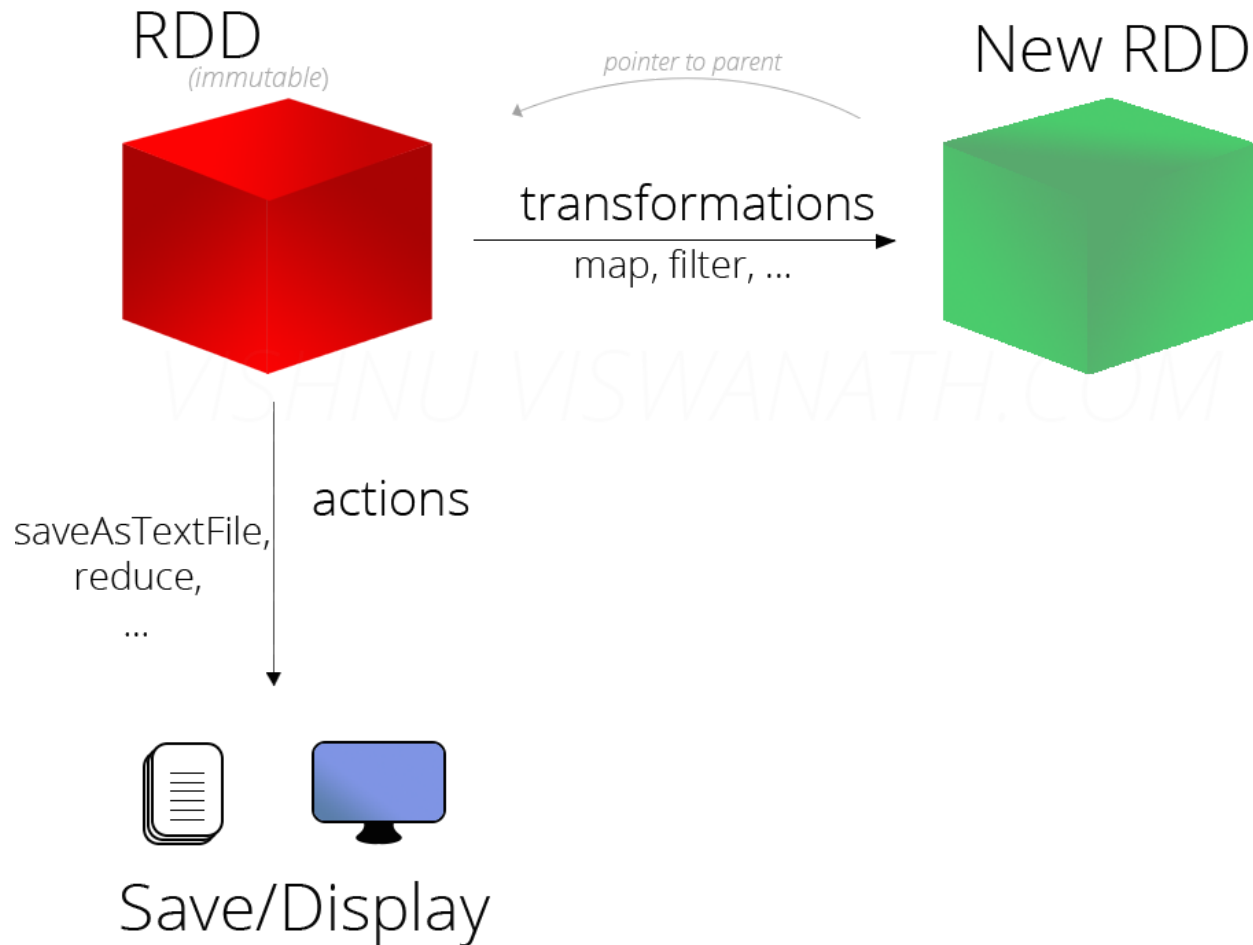 RDD
(immutable)
pointer to parent
New RDD
transformations
map, filter, ...
VISHNU VISWANATH.COM
actions
saveAsTextFile,
reduce,
...
Save/Display